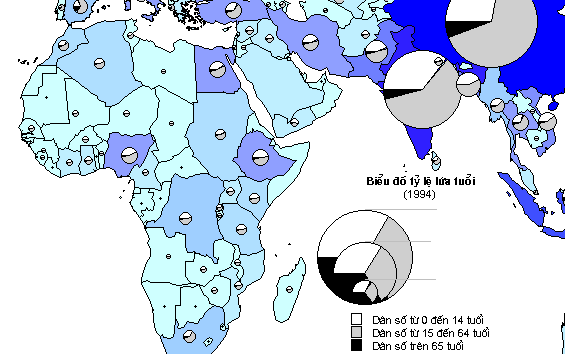 Biểu đồ tỷ lệ lứa tuổi
(1994)
Dân số từ 0 đến 14 tuổi
Dân số từ 15 đến 64 tuổi
Dân số trên 65 tuổi